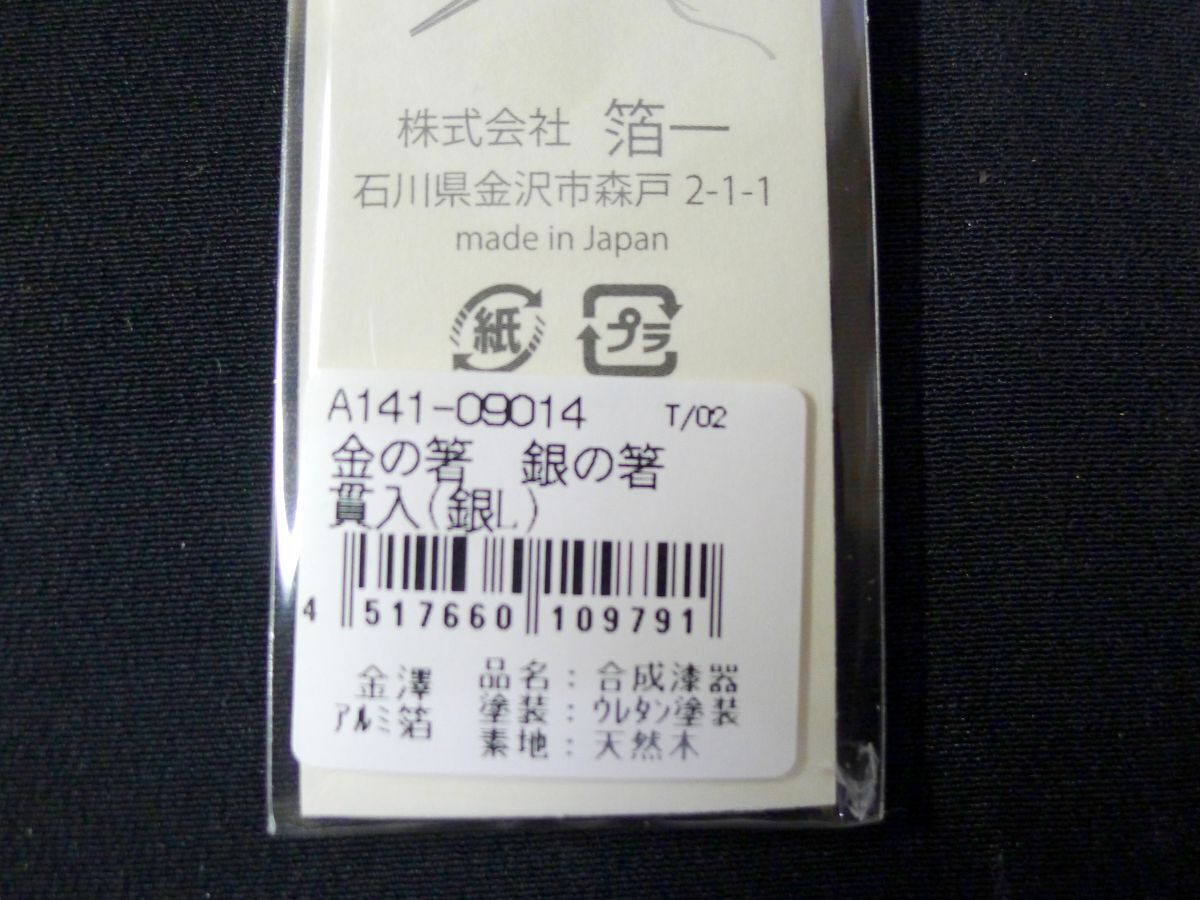 株式会社 箔一
石川県金沢市森戸 2-1-1
made in Japan
紙 プラ
A141-09014 T/02
金の箸 銀の箸
貫入(銀L)
4 517660 109791
金澤
ｱﾙﾐ箔
品名：合成漆器
塗装：ｳﾚﾀﾝ塗装
素地：天然木